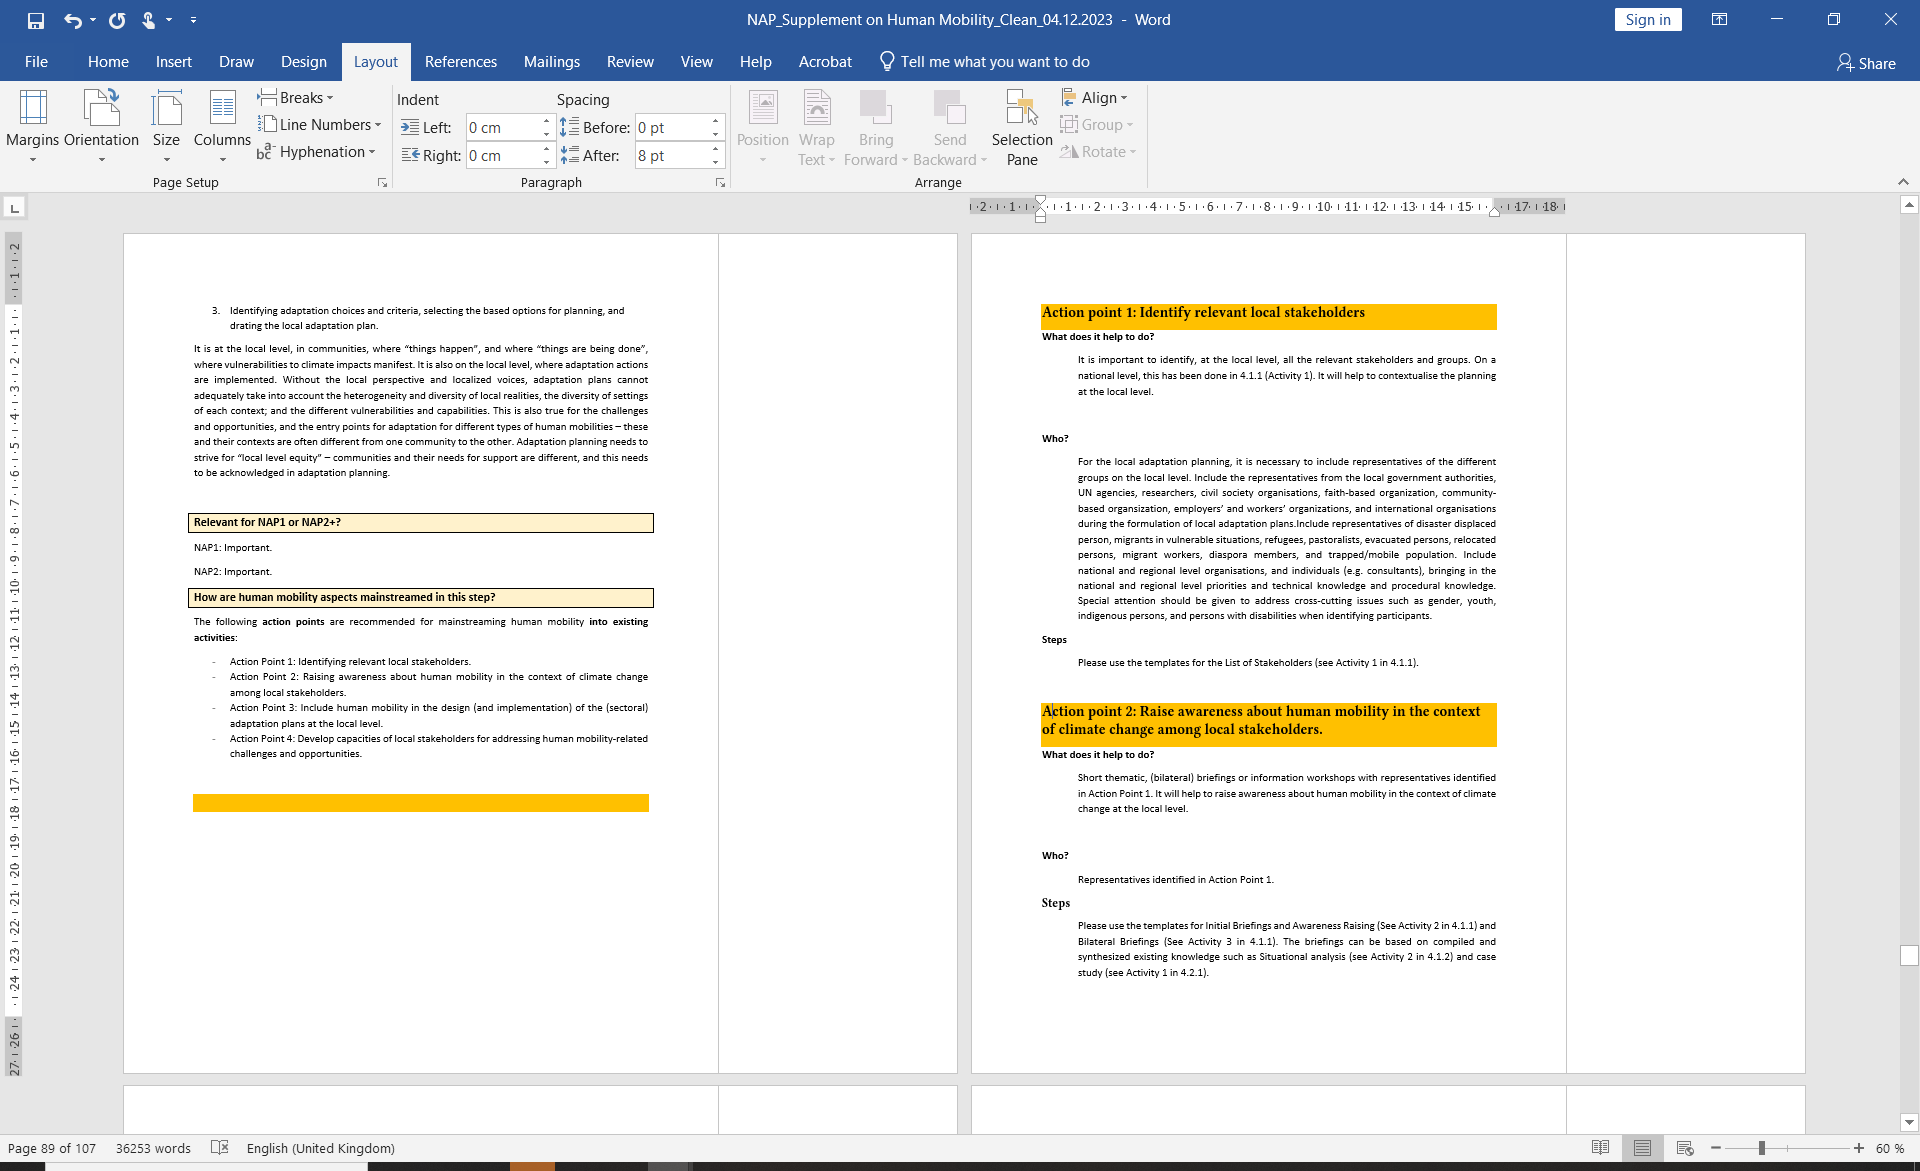 NAP_Supplement on Human Mobility_Clean_04.12.2023 - Word
Sign in
File Home Insert Draw Design Layout References Mailings Review View Help Acrobat Tell me what you want to do
Share
Margins
Orientation
Size
Columns
Breaks
Line Numbers
Hyphenation
Page Setup
Indent
Left: 0 cm
Right: 0 cm
Spacing
Before: 0 pt
After: 8 pt
Paragraph
Position
Wrap Text
Bring Forward
Send Backward
Selection Pane
Align
Group
Rotate
Arrange
3. Identifying adaptation choices and criteria, selecting the based options for planning, and
drating the local adaptation plan.
It is at the local level, in communities, where “things happen”, and where “things are being done”,
where vulnerabilities to climate impacts manifest. It is also on the local level, where adaptation actions
are implemented. Without the local perspective and localized voices, adaptation plans cannot
adequately take into account the heterogeneity and diversity of local realities, the diversity of settings
of each context; and the different vulnerabilities and capabilities. This is also true for the challenges
and opportunities, and the entry points for adaptation for different types of human mobilities – these
and their contexts are often different from one community to the other. Adaptation planning needs to
strive for “local level equity” – communities and their needs for support are different, and this needs
to be acknowledged in adaptation planning.
Relevant for NAP1 or NAP2+?
NAP1: Important.
NAP2: Important.
How are human mobility aspects mainstreamed in this step?
The following action points are recommended for mainstreaming human mobility into existing
activities:
- Action Point 1: Identifying relevant local stakeholders.
- Action Point 2: Raising awareness about human mobility in the context of climate change
among local stakeholders.
- Action Point 3: Include human mobility in the design (and implementation) of the (sectoral)
adaptation plans at the local level.
- Action Point 4: Develop capacities of local stakeholders for addressing human mobility-related
challenges and opportunities.
Action point 1: Identify relevant local stakeholders
What does it help to do?
It is important to identify, at the local level, all the relevant stakeholders and groups. On a
national level, this has been done in 4.1.1 (Activity 1). It will help to contextualise the planning
at the local level.
Who?
For the local adaptation planning, it is necessary to include representatives of the different
groups on the local level. Include the representatives from the local government authorities,
UN agencies, researchers, civil society organisations, faith-based organization, community-
based organsization, employers’ and workers’ organizations, and international organisations
during the formulation of local adaptation plans.Include representatives of disaster displaced
person, migrants in vulnerable situations, refugees, pastoralists, evacuated persons, relocated
persons, migrant workers, diaspora members, and trapped/mobile population. Include
national and regional level organisations, and individuals (e.g. consultants), bringing in the
national and regional level priorities and technical knowledge and procedural knowledge.
Special attention should be given to address cross-cutting issues such as gender, youth,
indigenous persons, and persons with disabilities when identifying participants.
Steps
Please use the templates for the List of Stakeholders (see Activity 1 in 4.1.1).
Action point 2: Raise awareness about human mobility in the context
of climate change among local stakeholders.
What does it help to do?
Short thematic, (bilateral) briefings or information workshops with representatives identified
in Action Point 1. It will help to raise awareness about human mobility in the context of climate
change at the local level.
Who?
Representatives identified in Action Point 1.
Steps
Please use the templates for Initial Briefings and Awareness Raising (See Activity 2 in 4.1.1) and
Bilateral Briefings (See Activity 3 in 4.1.1). The briefings can be based on compiled and
synthesized existing knowledge such as Situational analysis (see Activity 2 in 4.1.2) and case
study (see Activity 1 in 4.2.1).
Page 89 of 107 36253 words English (United Kingdom) 60 %